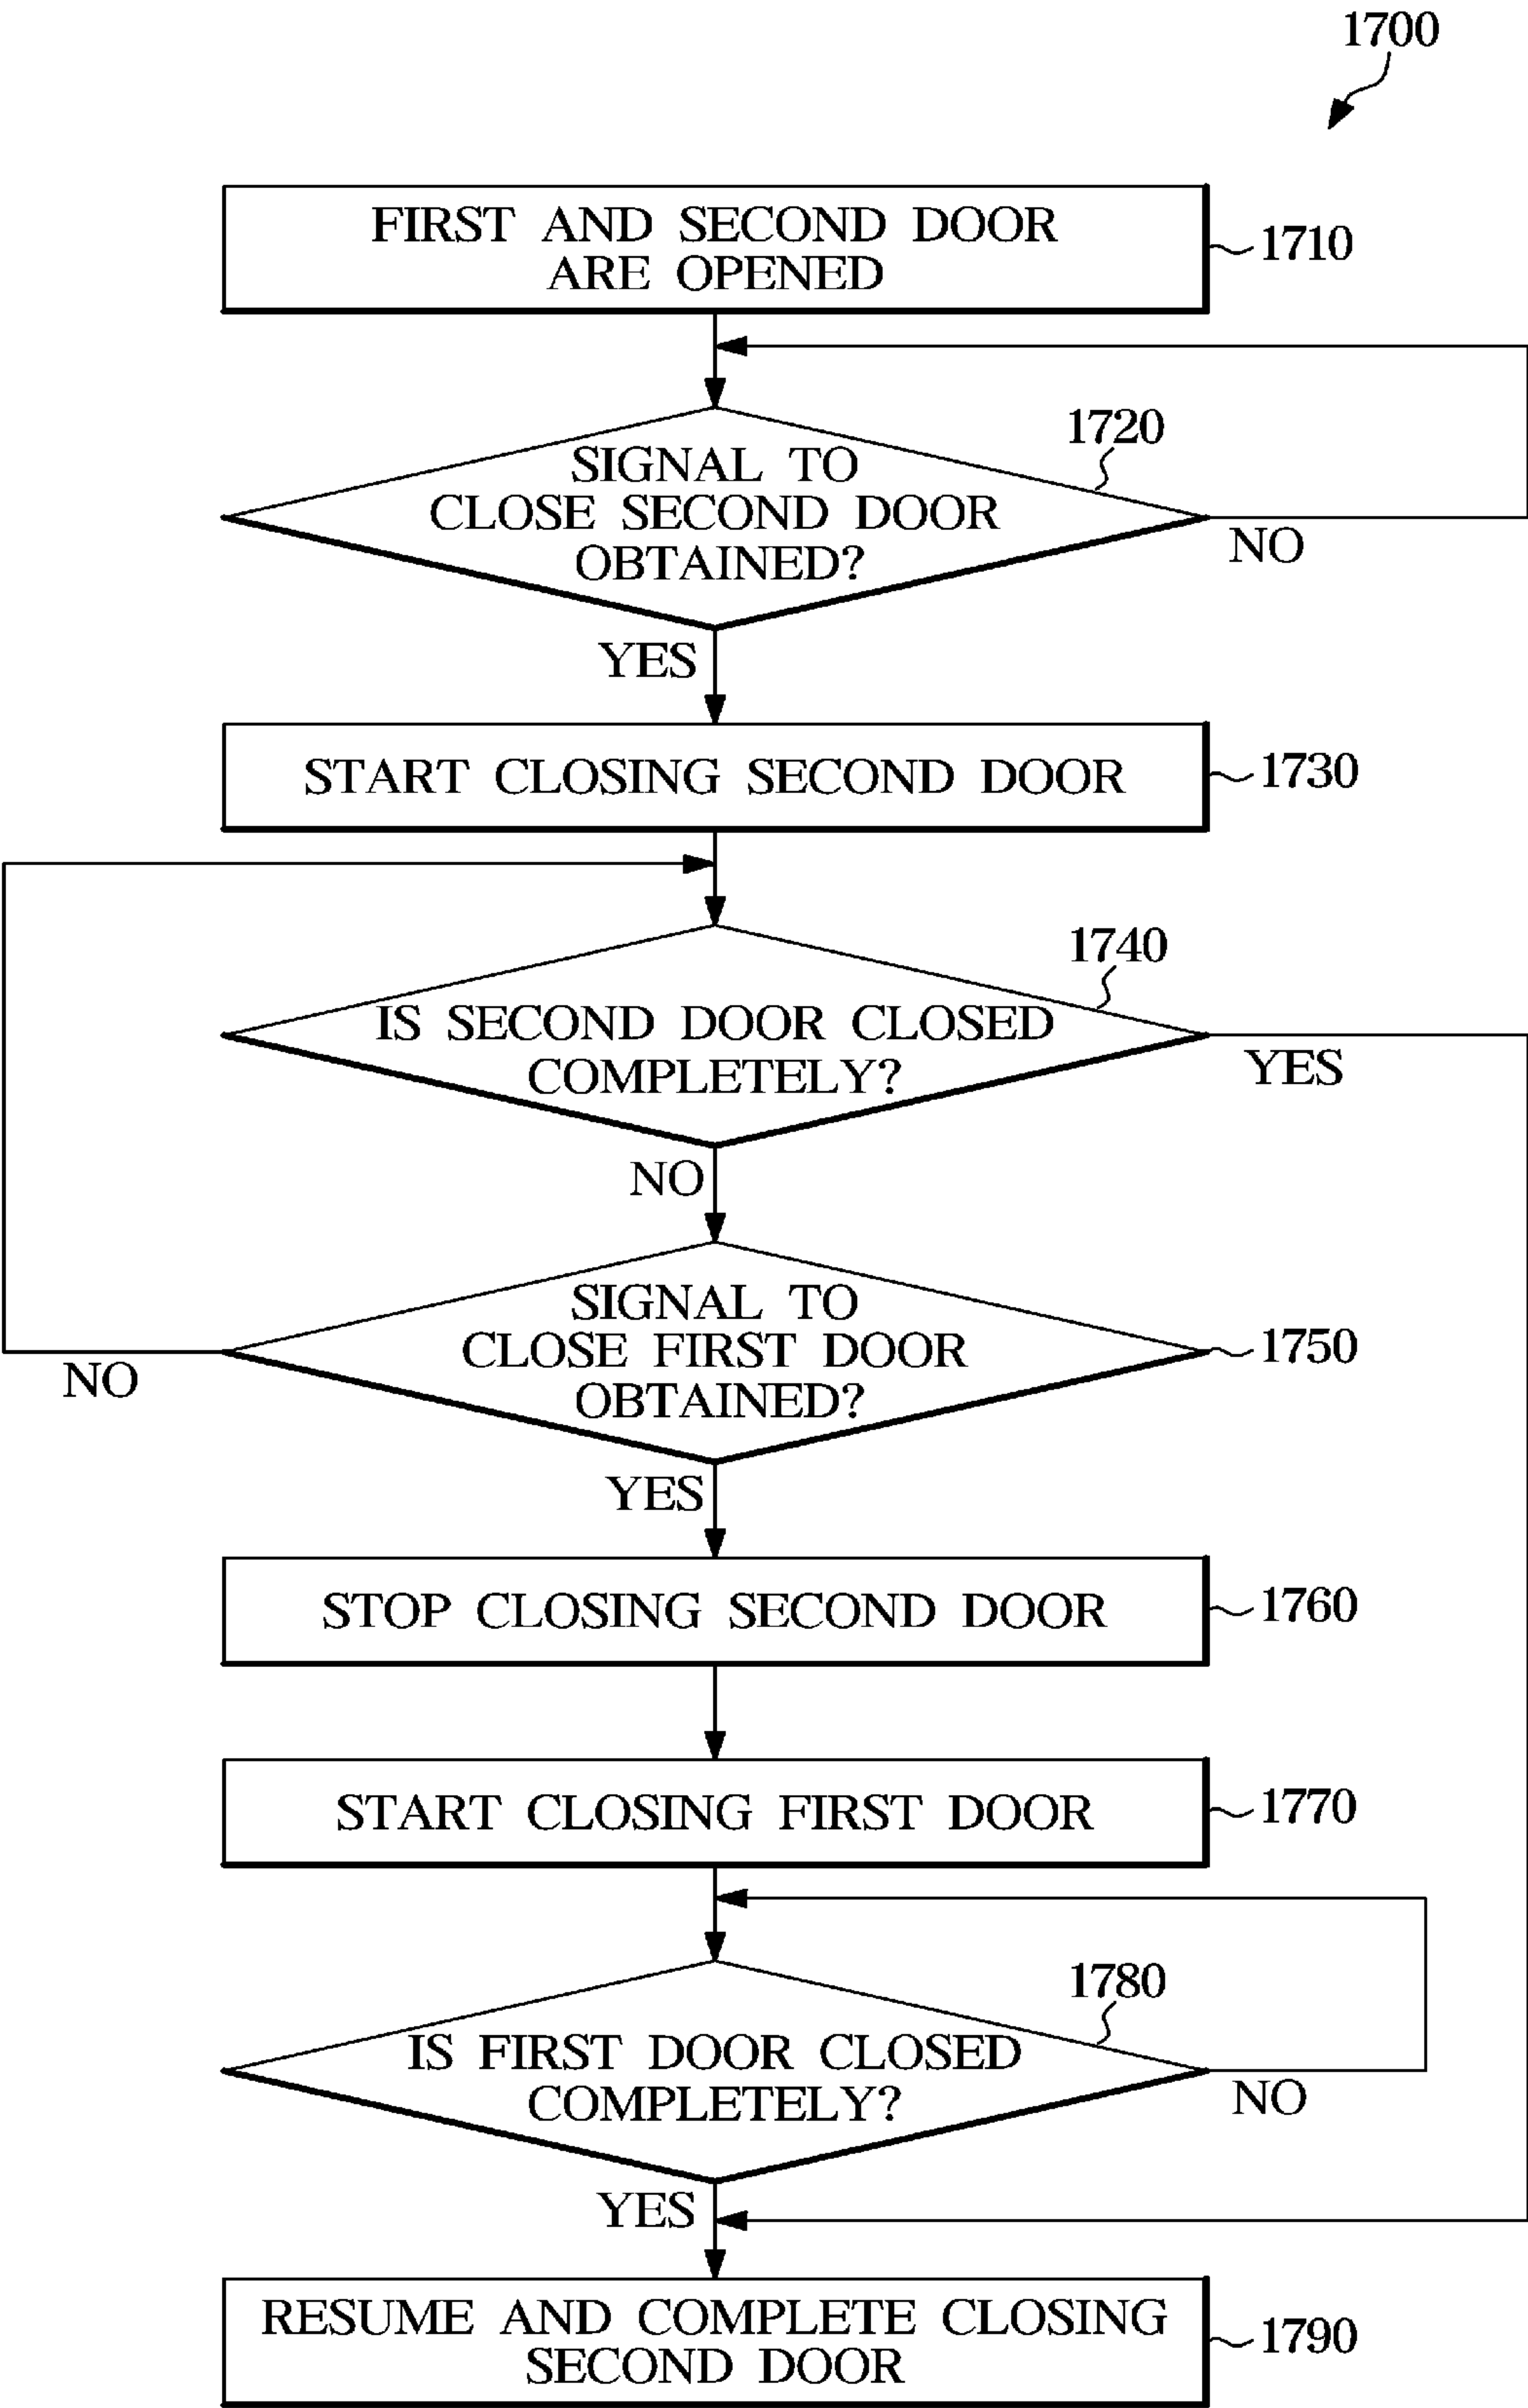 1700
FIRST AND SECOND DOOR
ARE OPENED
1710
1720
SIGNAL TO
CLOSE SECOND DOOR
OBTAINED?
NO
YES
START CLOSING SECOND DOOR
1730
1740
IS SECOND DOOR CLOSED
COMPLETELY?
YES
NO
SIGNAL TO
CLOSE FIRST DOOR
OBTAINED?
1750
NO
YES
STOP CLOSING SECOND DOOR
1760
START CLOSING FIRST DOOR
1770
1780
IS FIRST DOOR CLOSED
COMPLETELY?
NO
YES
RESUME AND COMPLETE CLOSING
SECOND DOOR
1790